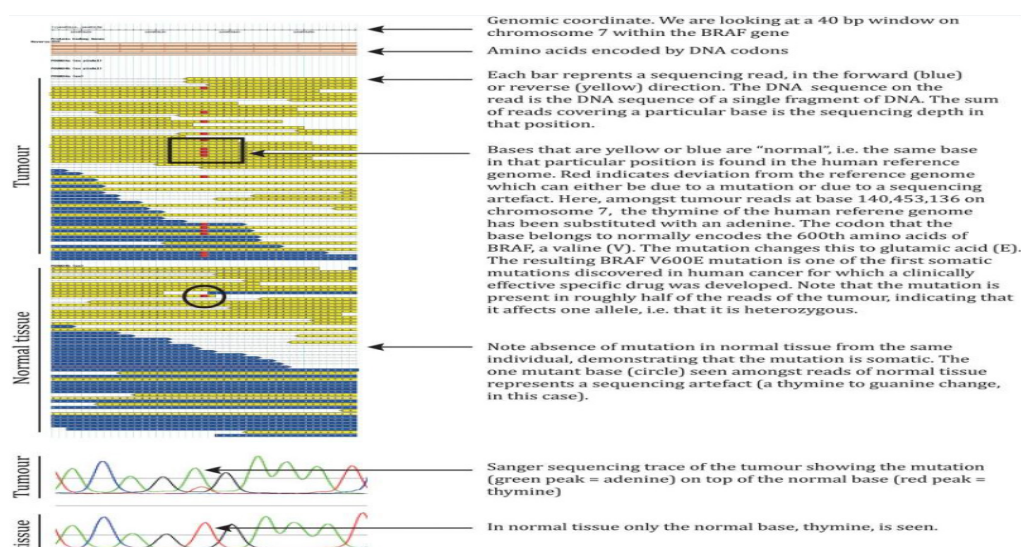 Genomic coordinate. We are looking at a 40 bp window on
chromosome 7 within the BRAF gene
Amino acids encoded by DNA codons
Each bar reprents a sequencing read, in the forward (blue)
or reverse (yellow) direction. The DNA sequence on the
read is the DNA sequence of a single fragment of DNA. The sum
of reads covering a particular base is the sequencing depth in
that position.
Tumour
Bases that are yellow or blue are “normal”, i.e. the same base
in that particular position is found in the human reference
genome. Red indicates deviation from the reference genome
which can either be due to a mutation or due to a sequencing
artefact. Here, amongst tumour reads at base 140,453,136 on
chromosome 7, the thymine of the human referene genome
has been substituted with an adenine. The codon that the
base belongs to normally encodes the 600th amino acids of
BRAF, a valine (V). The mutation changes this to glutamic acid (E).
The resulting BRAF V600E mutation is one of the first somatic
mutations discovered in human cancer for which a clinically
effective specific drug was developed. Note that the mutation is
present in roughly half of the reads of the tumour, indicating that
it affects one allele, i.e. that it is heterozygous.
Normal tissue
Note absence of mutation in normal tissue from the same
individual, demonstrating that the mutation is somatic. The
one mutant base (circle) seen amongst reads of normal tissue
represents a sequencing artefact (a thymine to guanine change,
in this case).
Tumour
Sanger sequencing trace of the tumour showing the mutation
(green peak = adenine) on top of the normal base (red peak =
thymine)
In normal tissue only the normal base, thymine, is seen.